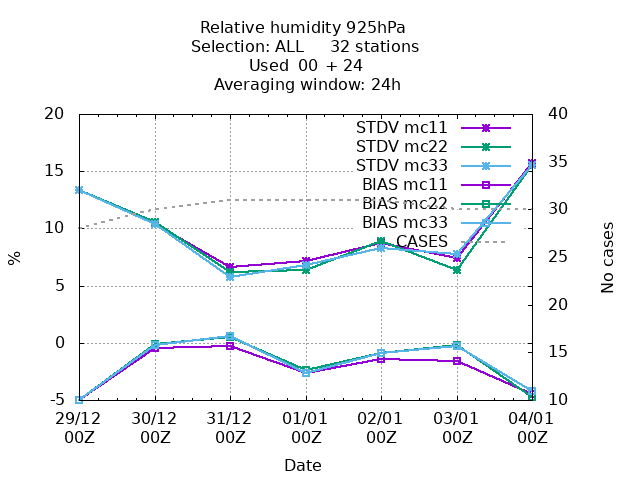 Relative humidity 925hPa
Selection: ALL 32 stations
Used 00 + 24
Averaging window: 24h
20
15
10
5
0
-5
%
40
35
30
25
20
15
10
No cases
STDV mc11
STDV mc22
STDV mc33
BIAS mc11
BIAS mc22
BIAS mc33
CASES
29/12 30/12 31/12 01/01 02/01 03/01 04/01
00Z 00Z 00Z 00Z 00Z 00Z 00Z
Date